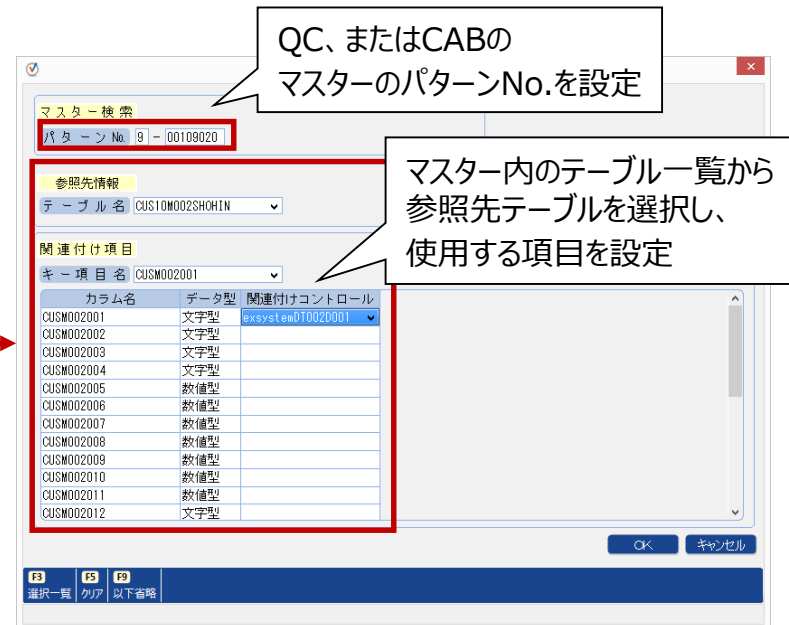 QC、またはCABの
マスターのパターンNo.を設定
マスター検索
パターン No. 9 - 00109020
マスター内のテーブル一覧から
参照先テーブルを選択し、
使用する項目を設定
参照先情報
テーブル名 CUS10M002SHOHIN
関連付け項目
キー項目名 CUSM002001
カラム名 データ型 関連付けコントロール
CUSM002001 文字型 exsystemDT002D001
CUSM002002 文字型
CUSM002003 文字型
CUSM002004 文字型
CUSM002005 数値型
CUSM002006 数値型
CUSM002007 数値型
CUSM002008 数値型
CUSM002009 数値型
CUSM002010 数値型
CUSM002011 数値型
CUSM002012 文字型
OK キャンセル
F3 F5 F9
選択一覧 クリア 以下省略